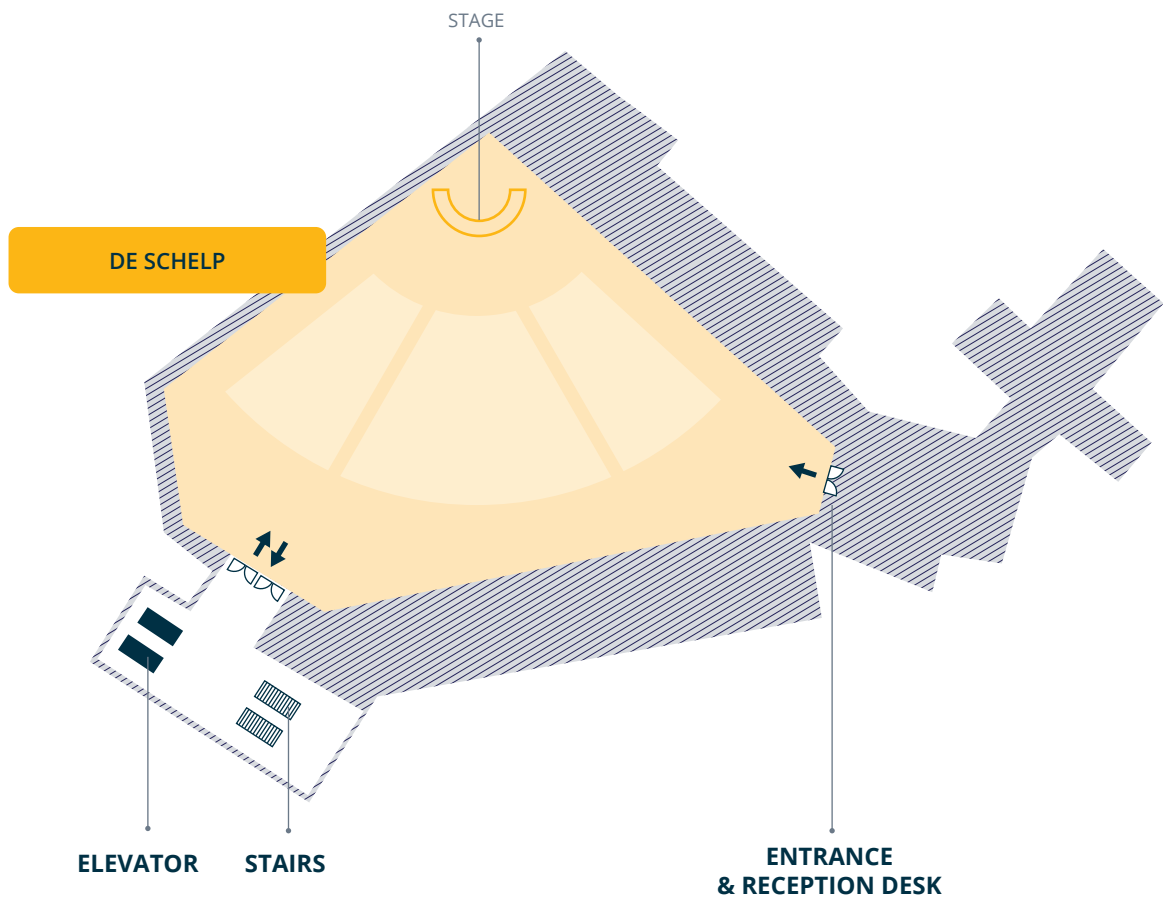 STAGE
DE SCHELP
ELEVATOR
STAIRS
ENTRANCE
& RECEPTION DESK